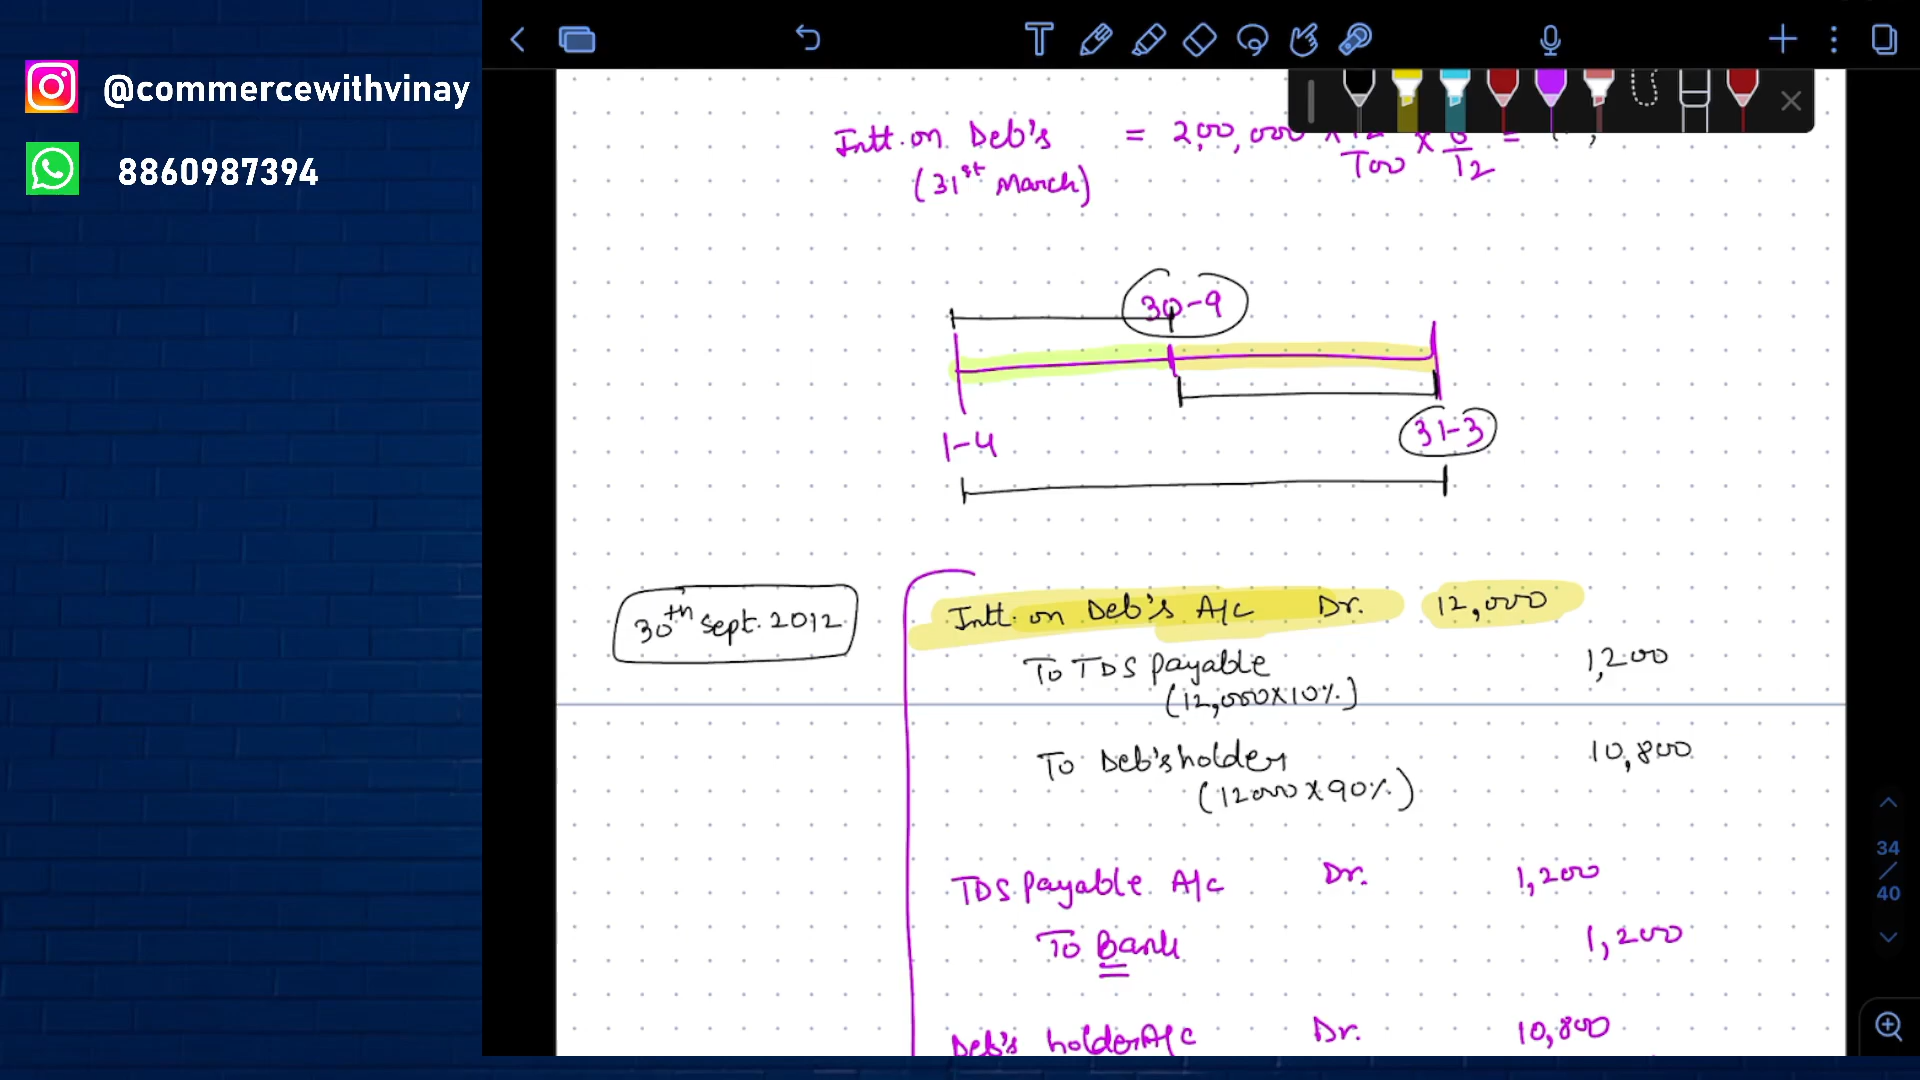 @commercewithvinay
8860987394
Intt. on Deb's = 2,00,000 × 12/100 × 6/12 =
(31st March)
30-9
1-4
31-3
30th Sept. 2012
Intt. on Deb's A/c Dr. 12,000
To TDS payable 1,200
(12,000×10%)
To Deb's holder 10,800
(12000×90%)
TDS payable A/c Dr. 1,200
To Bank 1,200
Deb's holder A/c Dr. 10,800
34
/
40